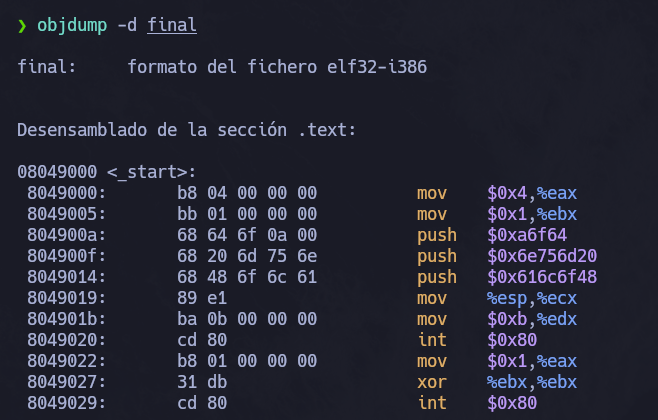 ❯ objdump -d final
final:     formato del fichero elf32-i386
Desensamblado de la sección .text:
08049000 <_start>:
 8049000:       b8 04 00 00 00          mov    $0x4,%eax
 8049005:       bb 01 00 00 00          mov    $0x1,%ebx
 804900a:       68 64 6f 0a 00          push   $0xa6f64
 804900f:       68 20 6d 75 6e          push   $0x6e756d20
 8049014:       68 48 6f 6c 61          push   $0x616c6f48
 8049019:       89 e1                   mov    %esp,%ecx
 804901b:       ba 0b 00 00 00          mov    $0xb,%edx
 8049020:       cd 80                   int    $0x80
 8049022:       b8 01 00 00 00          mov    $0x1,%eax
 8049027:       31 db                   xor    %ebx,%ebx
 8049029:       cd 80                   int    $0x80